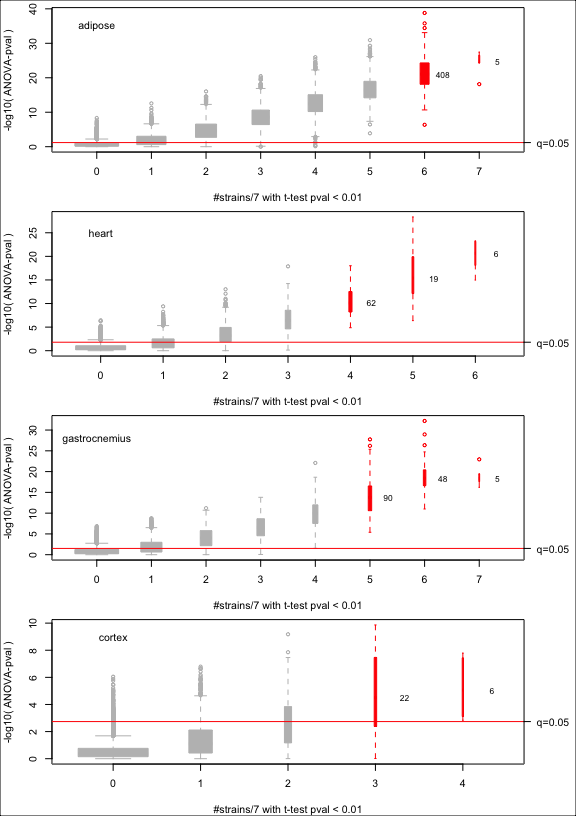 adipose
-log10( ANOVA-pval )
0 10 20 30 40
408
5
q=0.05
0 1 2 3 4 5 6 7
#strains/7 with t-test pval < 0.01
heart
-log10( ANOVA-pval )
0 5 10 15 20 25
62
19
6
q=0.05
0 1 2 3 4 5 6
#strains/7 with t-test pval < 0.01
gastrocnemius
-log10( ANOVA-pval )
0 5 10 15 20 25 30
90
48
5
q=0.05
0 1 2 3 4 5 6 7
#strains/7 with t-test pval < 0.01
cortex
-log10( ANOVA-pval )
0 2 4 6 8 10
22
6
q=0.05
0 1 2 3 4
#strains/7 with t-test pval < 0.01